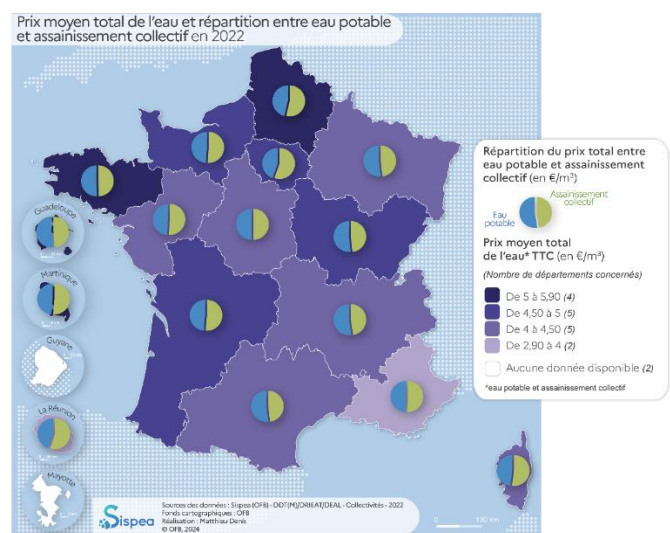 Prix moyen total de l'eau et répartition entre eau potable
et assainissement collectif en 2022
Guadeloupe
Martinique
Guyane
La Réunion
Mayotte
Répartition du prix total entre
eau potable et assainissement
collectif (en €/m³)
Assainissement
collectif
Eau
potable
Prix moyen total
de l'eau* TTC (en €/m³)
(Nombre de départements concernés)
De 5 à 5,90 (4)
De 4,50 à 5 (5)
De 4 à 4,50 (5)
De 2,90 à 4 (2)
Aucune donnée disponible (2)
*eau potable et assainissement collectif
Sispea
Sources des données : Sispea (OFB) - DDT(M)/DRIEAT/DEAL - Collectivités - 2022
Fonds cartographiques : OFB
Réalisation : Matthieu Denis
© OFB, 2024
0 100 km